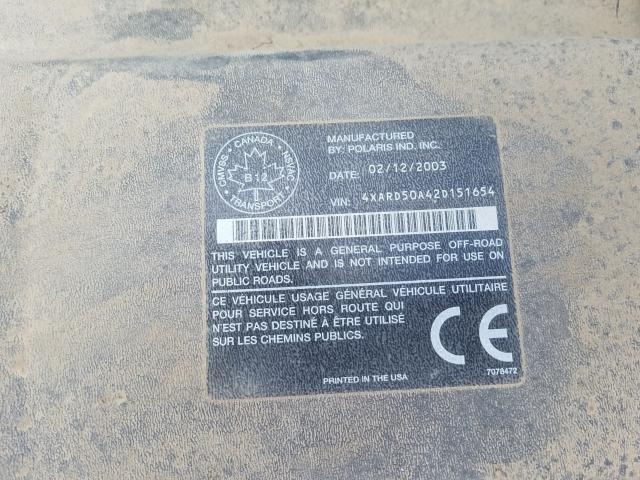 CANADA
CMVSS
NSVAC
B 12
TRANSPORT
MANUFACTURED
BY: POLARIS IND. INC.
DATE: 02/12/2003
VIN: 4XARD50A42D151654
THIS VEHICLE IS A GENERAL PURPOSE OFF-ROAD
UTILITY VEHICLE AND IS NOT INTENDED FOR USE ON
PUBLIC ROADS.
CE VÉHICULE USAGE GÉNÉRAL VÉHICULE UTILITAIRE
POUR SERVICE HORS ROUTE QUI
N'EST PAS DESTINÉ À ÊTRE UTILISÉ
SUR LES CHEMINS PUBLICS.
CE
7078472
PRINTED IN THE USA